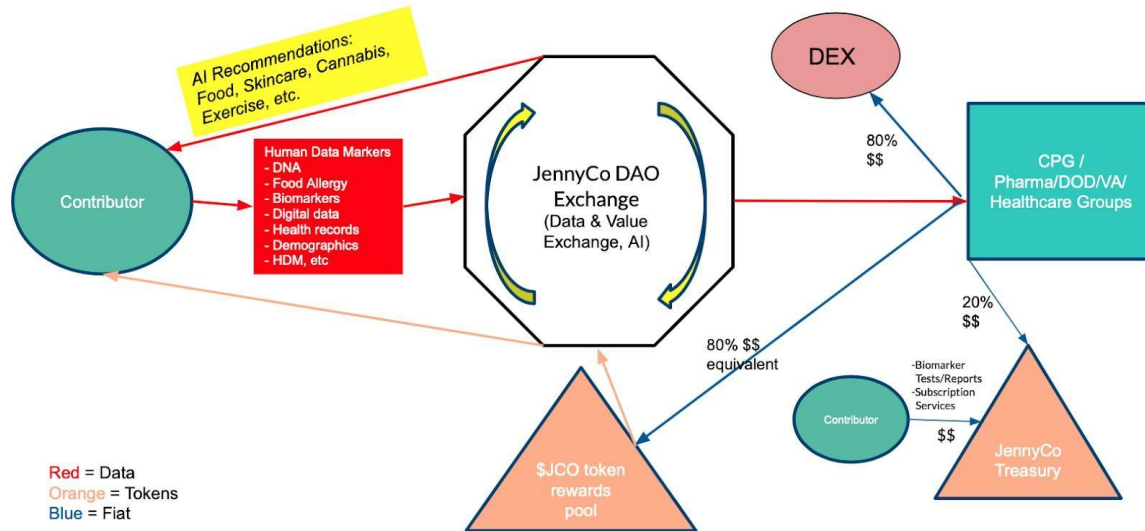 AI Recommendations:
Food, Skincare, Cannabis,
Exercise, etc.
DEX
80%
$$
Contributor
Human Data Markers
- DNA
- Food Allergy
- Biomarkers
- Digital data
- Health records
- Demographics
- HDM, etc
JennyCo DAO
Exchange
(Data & Value
Exchange, AI)
CPG /
Pharma/DOD/VA/
Healthcare Groups
20%
$$
80% $$
equivalent
-Biomarker
Tests/Reports
-Subscription
Services
Contributor
$$
JennyCo
Treasury
$JCO token
rewards
pool
Red = Data
Orange = Tokens
Blue = Fiat